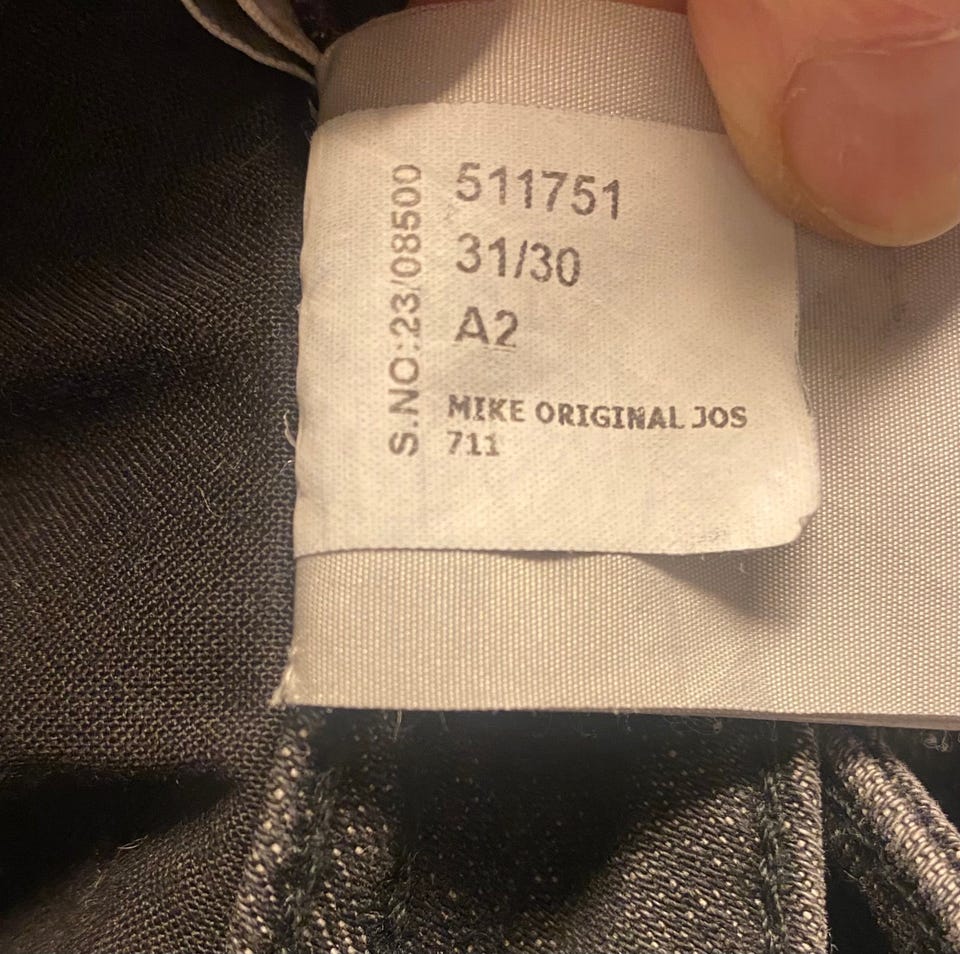 S.NO:23/08500
511751
31/30
A2
MIKE ORIGINAL JOS
711